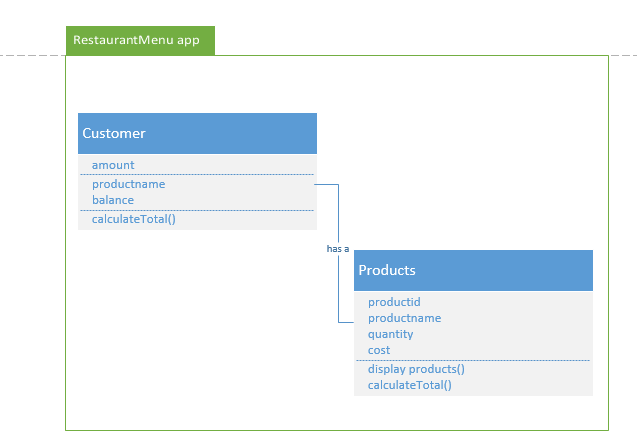 RestaurantMenu app
Customer
amount
productname
balance
calculateTotal()
has a
Products
productid
productname
quantity
cost
display products()
calculateTotal()